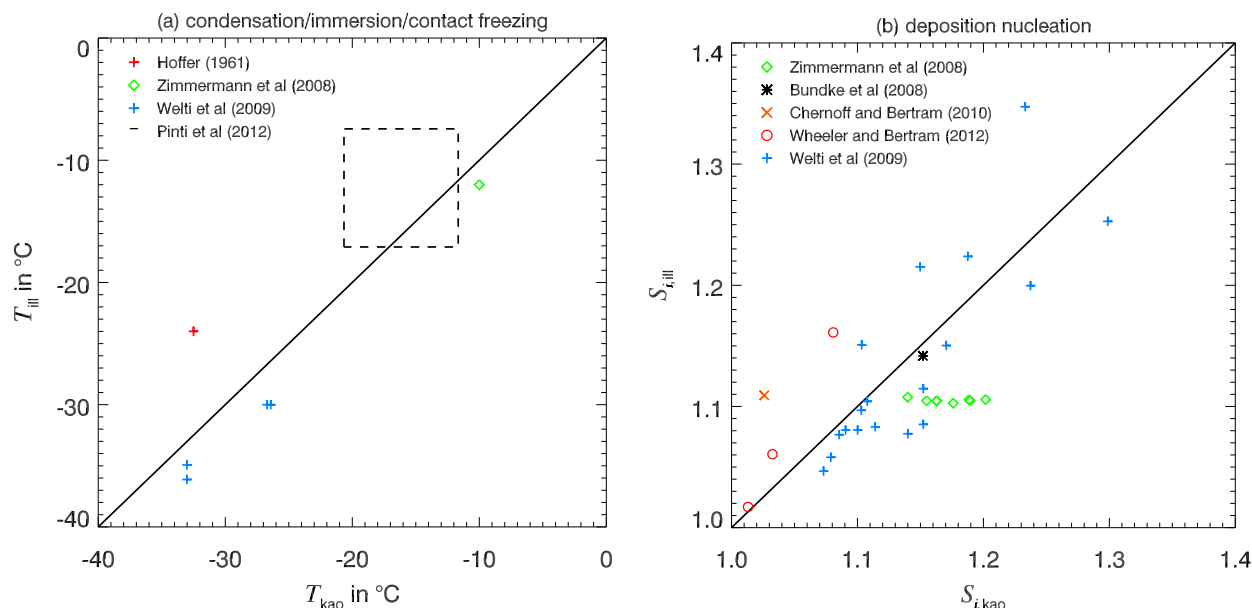 (a) condensation/immersion/contact freezing
0
-10
-20
-30
-40
-40
-30
-20
-10
0
T_ill in °C
T_kao in °C
Hoffer (1961)
Zimmermann et al (2008)
Welti et al (2009)
Pinti et al (2012)
(b) deposition nucleation
1.4
1.3
1.2
1.1
1.0
1.0
1.1
1.2
1.3
1.4
S_i,ill
S_i,kao
Zimmermann et al (2008)
Bundke et al (2008)
Chernoff and Bertram (2010)
Wheeler and Bertram (2012)
Welti et al (2009)